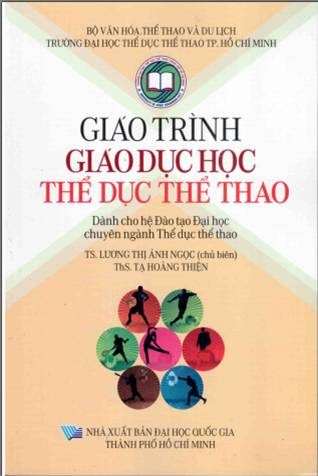 BỘ VĂN HÓA, THỂ THAO VÀ DU LỊCH
TRƯỜNG ĐẠI HỌC THỂ DỤC THỂ THAO TP. HỒ CHÍ MINH
GIÁO TRÌNH
GIÁO DỤC HỌC
THỂ DỤC THỂ THAO
Dành cho hệ Đào tạo Đại học
chuyên ngành Thể dục thể thao
TS. LƯƠNG THỊ ÁNH NGỌC (chủ biên)
ThS. TẠ HOÀNG THIỆN
NHÀ XUẤT BẢN ĐẠI HỌC QUỐC GIA
THÀNH PHỐ HỒ CHÍ MINH